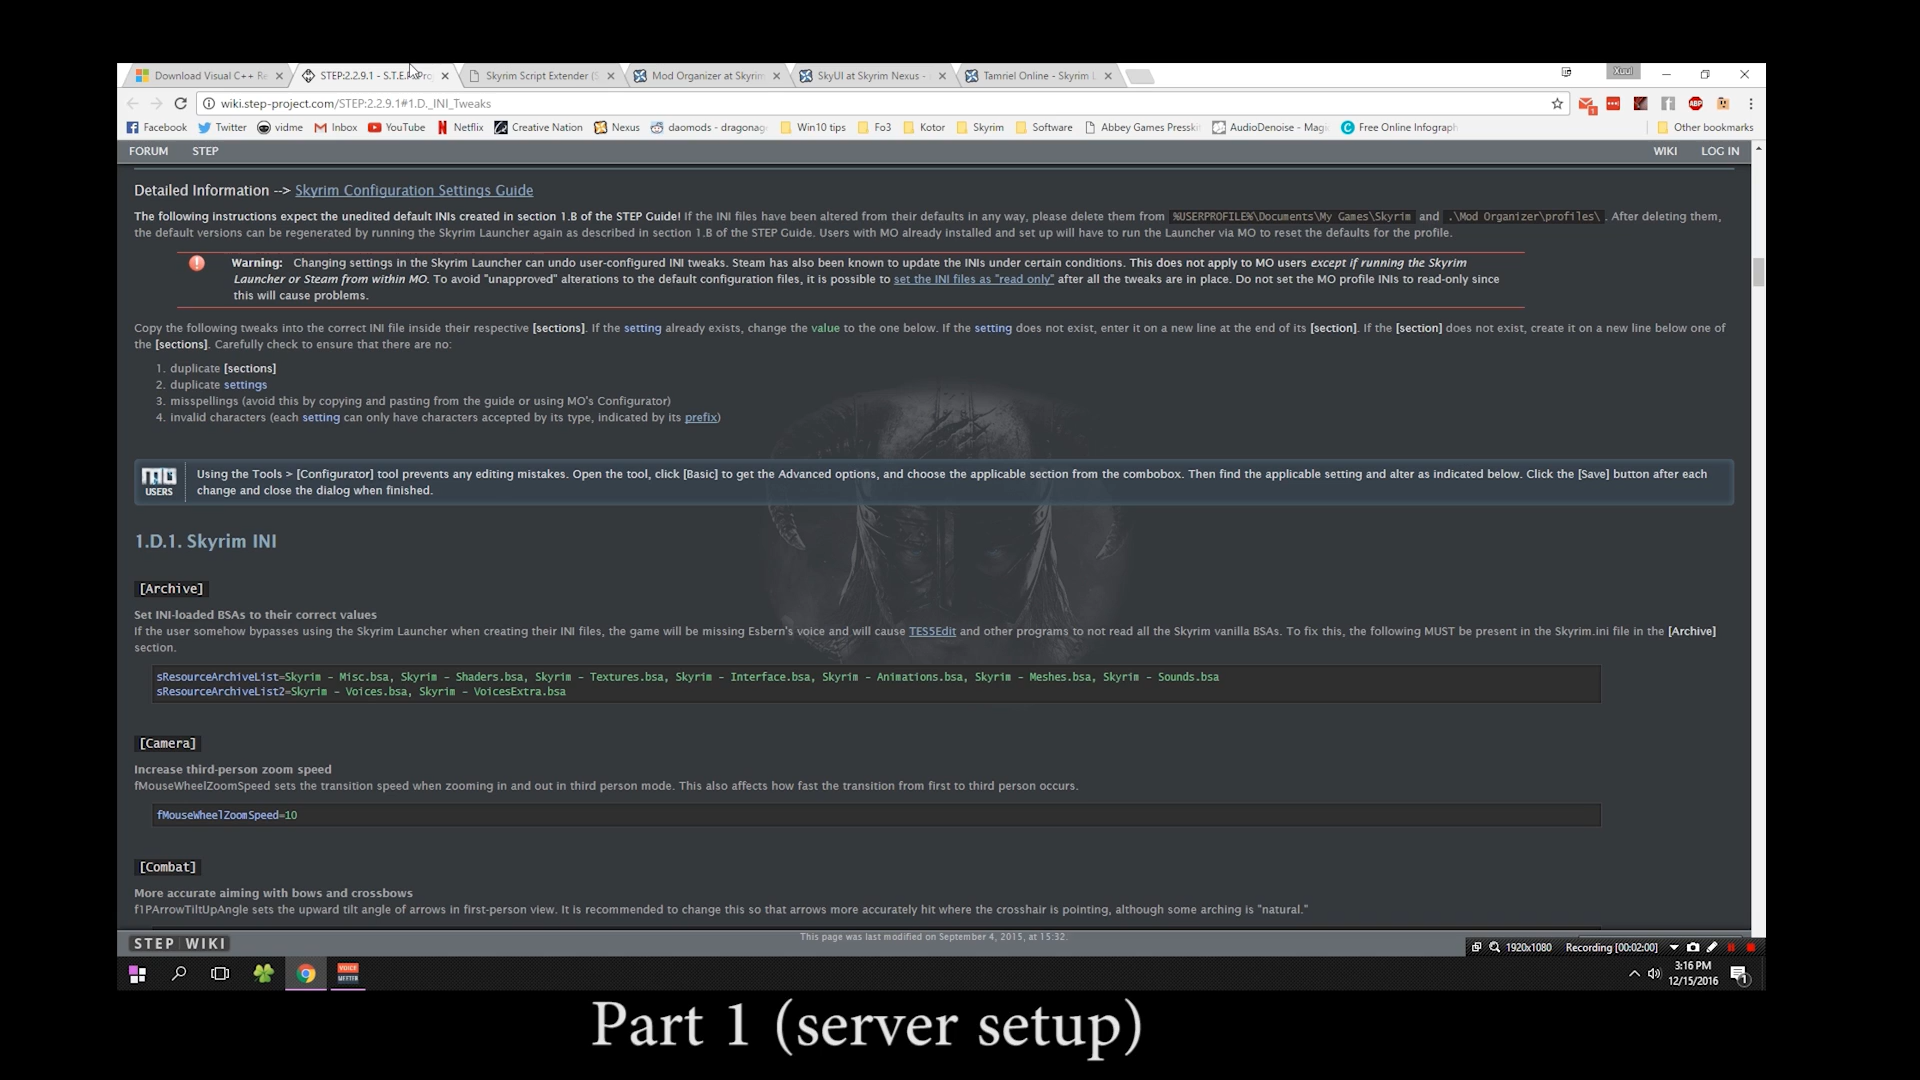 Download Visual C++ Re
STEP:2.2.9.1 - S.T.E.P. Pro
Skyrim Script Extender (S
Mod Organizer at Skyrim
SkyUI at Skyrim Nexus -
Tamriel Online - Skyrim
Xuul
wiki.step-project.com/STEP:2.2.9.1#1.D._INI_Tweaks
Facebook Twitter vidme Inbox YouTube Netflix Creative Nation Nexus daomods - dragonag Win10 tips Fo3 Kotor Skyrim Software Abbey Games Presski AudioDenoise - Magi Free Online Infograph Other bookmarks
FORUM STEP WIKI LOG IN
Detailed Information --> Skyrim Configuration Settings Guide
The following instructions expect the unedited default INIs created in section 1.B of the STEP Guide! If the INI files have been altered from their defaults in any way, please delete them from %USERPROFILE%\Documents\My Games\Skyrim and .\Mod Organizer\profiles\ . After deleting them,
the default versions can be regenerated by running the Skyrim Launcher again as described in section 1.B of the STEP Guide. Users with MO already installed and set up will have to run the Launcher via MO to reset the defaults for the profile.
Warning: Changing settings in the Skyrim Launcher can undo user-configured INI tweaks. Steam has also been known to update the INIs under certain conditions. This does not apply to MO users except if running the Skyrim
Launcher or Steam from within MO. To avoid "unapproved" alterations to the default configuration files, it is possible to set the INI files as "read only" after all the tweaks are in place. Do not set the MO profile INIs to read-only since
this will cause problems.
Copy the following tweaks into the correct INI file inside their respective [sections]. If the setting already exists, change the value to the one below. If the setting does not exist, enter it on a new line at the end of its [section]. If the [section] does not exist, create it on a new line below one of
the [sections]. Carefully check to ensure that there are no:
1. duplicate [sections]
2. duplicate settings
3. misspellings (avoid this by copying and pasting from the guide or using MO's Configurator)
4. invalid characters (each setting can only have characters accepted by its type, indicated by its prefix)
MO USERS
Using the Tools > [Configurator] tool prevents any editing mistakes. Open the tool, click [Basic] to get the Advanced options, and choose the applicable section from the combobox. Then find the applicable setting and alter as indicated below. Click the [Save] button after each
change and close the dialog when finished.
1.D.1. Skyrim INI
[Archive]
Set INI-loaded BSAs to their correct values
If the user somehow bypasses using the Skyrim Launcher when creating their INI files, the game will be missing Esbern's voice and will cause TES5Edit and other programs to not read all the Skyrim vanilla BSAs. To fix this, the following MUST be present in the Skyrim.ini file in the [Archive]
section.
sResourceArchiveList=Skyrim - Misc.bsa, Skyrim - Shaders.bsa, Skyrim - Textures.bsa, Skyrim - Interface.bsa, Skyrim - Animations.bsa, Skyrim - Meshes.bsa, Skyrim - Sounds.bsa
sResourceArchiveList2=Skyrim - Voices.bsa, Skyrim - VoicesExtra.bsa
[Camera]
Increase third-person zoom speed
fMouseWheelZoomSpeed sets the transition speed when zooming in and out in third person mode. This also affects how fast the transition from first to third person occurs.
fMouseWheelZoomSpeed=10
[Combat]
More accurate aiming with bows and crossbows
f1PArrowTiltUpAngle sets the upward tilt angle of arrows in first-person view. It is recommended to change this so that arrows more accurately hit where the crosshair is pointing, although some arching is "natural."
This page was last modified on September 4, 2015, at 15:32.
STEP WIKI
1920x1080 Recording [00:02:00]
VOICE MEETER
3:16 PM
12/15/2016
Part 1 (server setup)